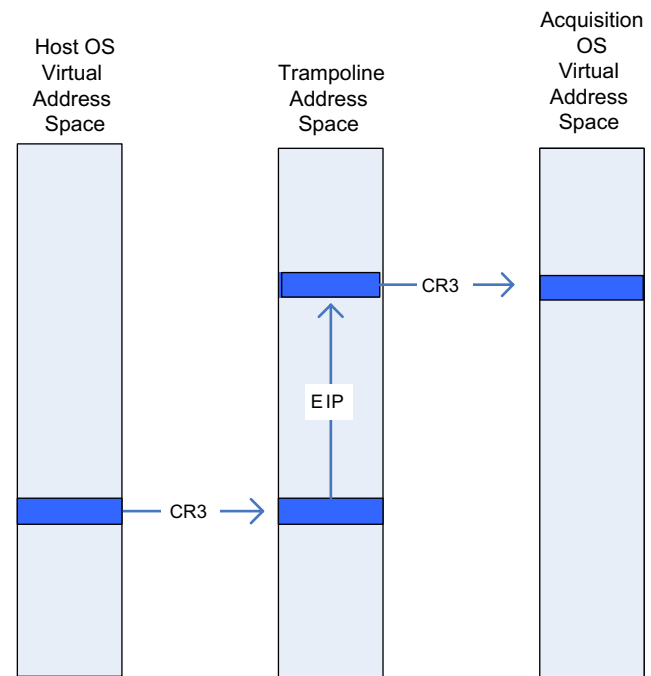 Host OS
Virtual
Address
Space
Trampoline
Address
Space
Acquisition
OS
Virtual
Address
Space
CR3
EIP
CR3